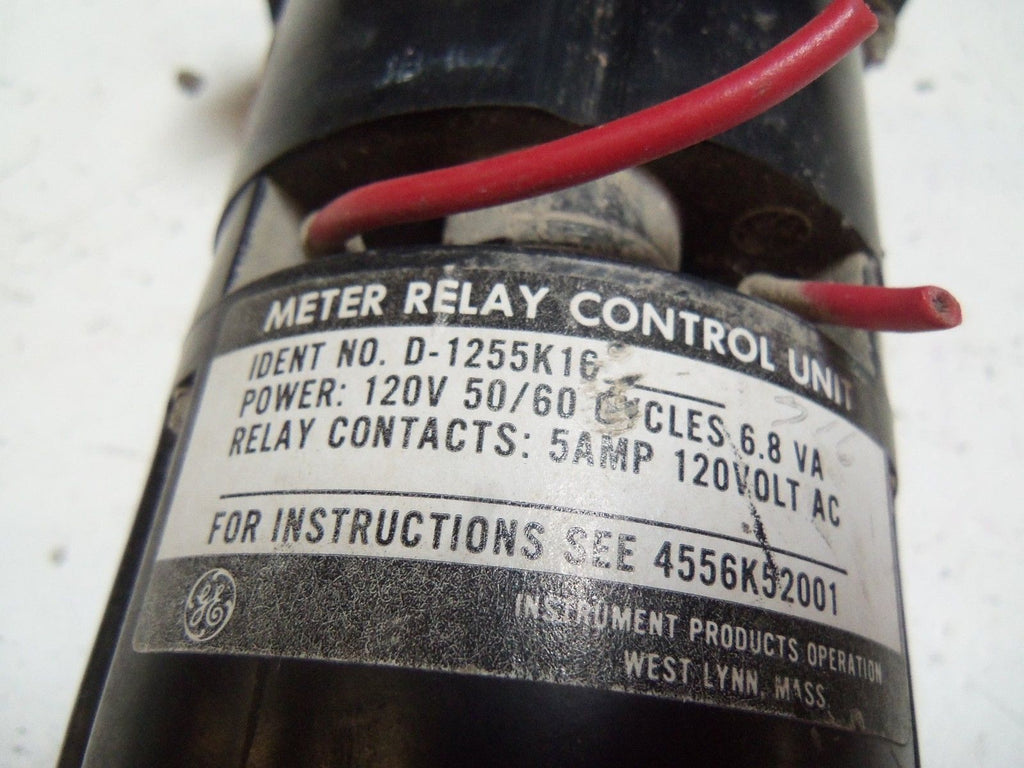 METER RELAY CONTROL UNIT
IDENT NO. D-1255K16
POWER: 120V 50/60 CYCLES 6.8 VA
RELAY CONTACTS: 5AMP 120VOLT AC
FOR INSTRUCTIONS SEE 4556K52001
GE
INSTRUMENT PRODUCTS OPERATION
WEST LYNN, MASS.